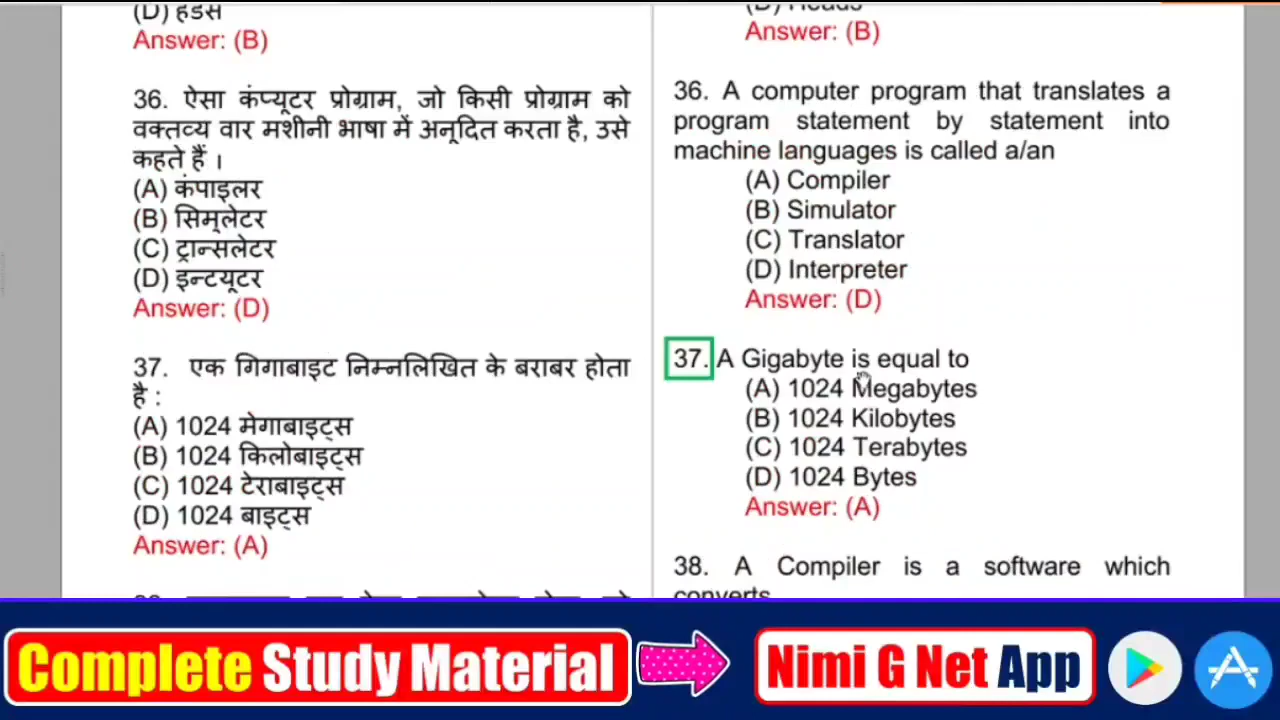 (D) हेडस
Answer: (B)
36. ऐसा कंप्यूटर प्रोग्राम, जो किसी प्रोग्राम को
वक्तव्य वार मशीनी भाषा में अनूदित करता है, उसे
कहते हैं ।
(A) कंपाइलर
(B) सिमूलेटर
(C) ट्रान्सलेटर
(D) इन्टयूटर
Answer: (D)
37. एक गिगाबाइट निम्नलिखित के बराबर होता
है :
(A) 1024 मेगाबाइट्स
(B) 1024 किलोबाइट्स
(C) 1024 टेराबाइट्स
(D) 1024 बाइट्स
Answer: (A)
(D) Heads
Answer: (B)
36. A computer program that translates a
program statement by statement into
machine languages is called a/an
(A) Compiler
(B) Simulator
(C) Translator
(D) Interpreter
Answer: (D)
37. A Gigabyte is equal to
(A) 1024 Megabytes
(B) 1024 Kilobytes
(C) 1024 Terabytes
(D) 1024 Bytes
Answer: (A)
38. A Compiler is a software which
converts
Complete Study Material
Nimi G Net App